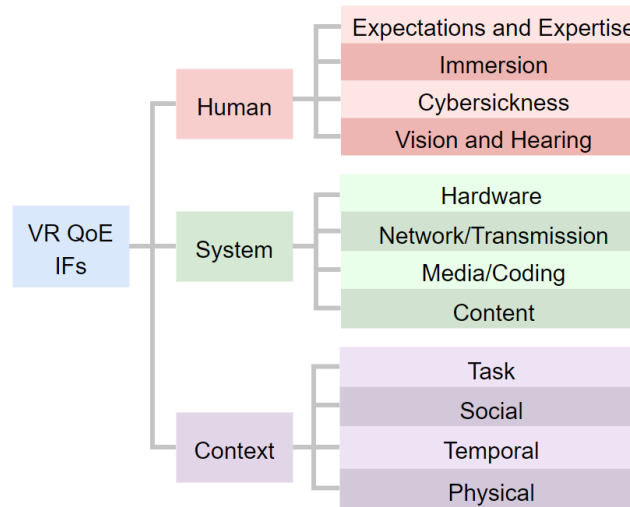 VR QoE
IFs
Human
Expectations and Expertise
Immersion
Cybersickness
Vision and Hearing
System
Hardware
Network/Transmission
Media/Coding
Content
Context
Task
Social
Temporal
Physical